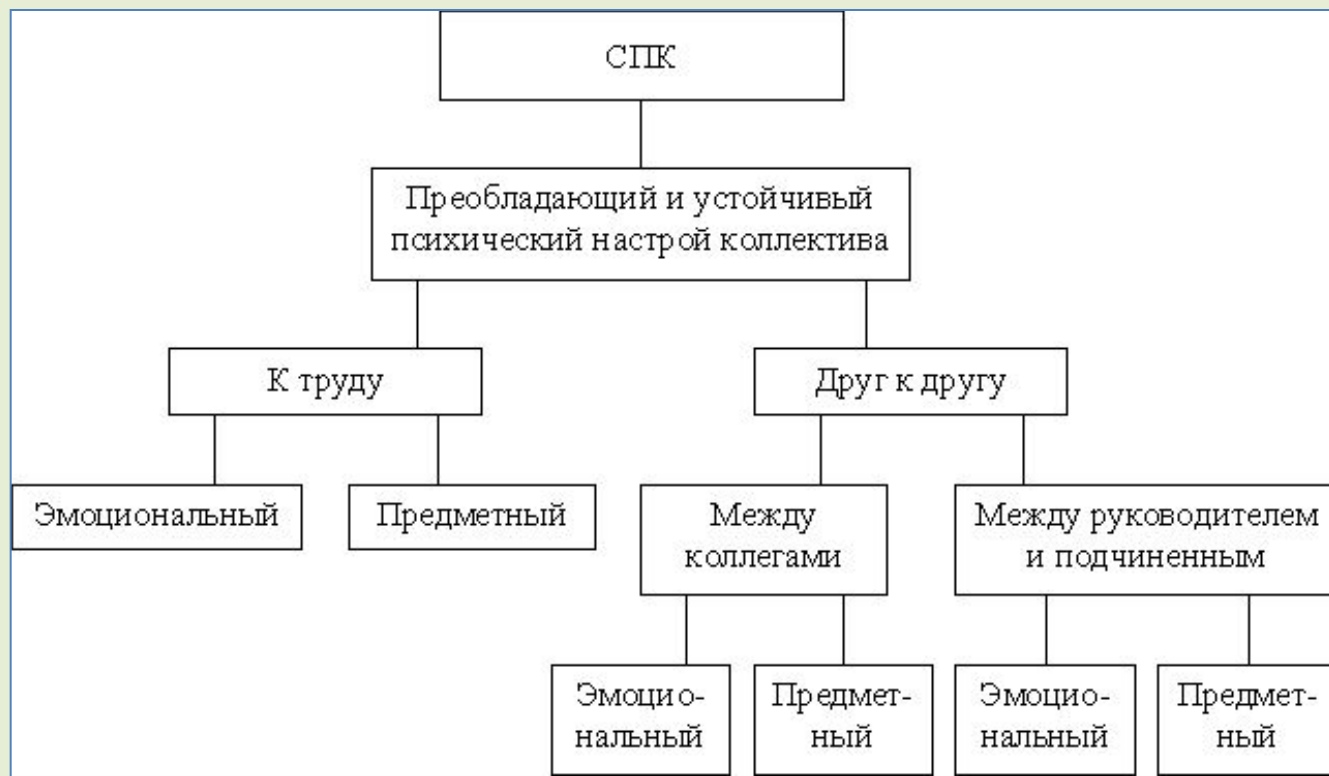 СПК
Преобладающий и устойчивый
психический настрой коллектива
К труду
Друг к другу
Эмоциональный
Предметный
Между
коллегами
Между руководителем
и подчиненным
Эмоцио-
нальный
Предмет-
ный
Эмоцио-
нальный
Предмет-
ный